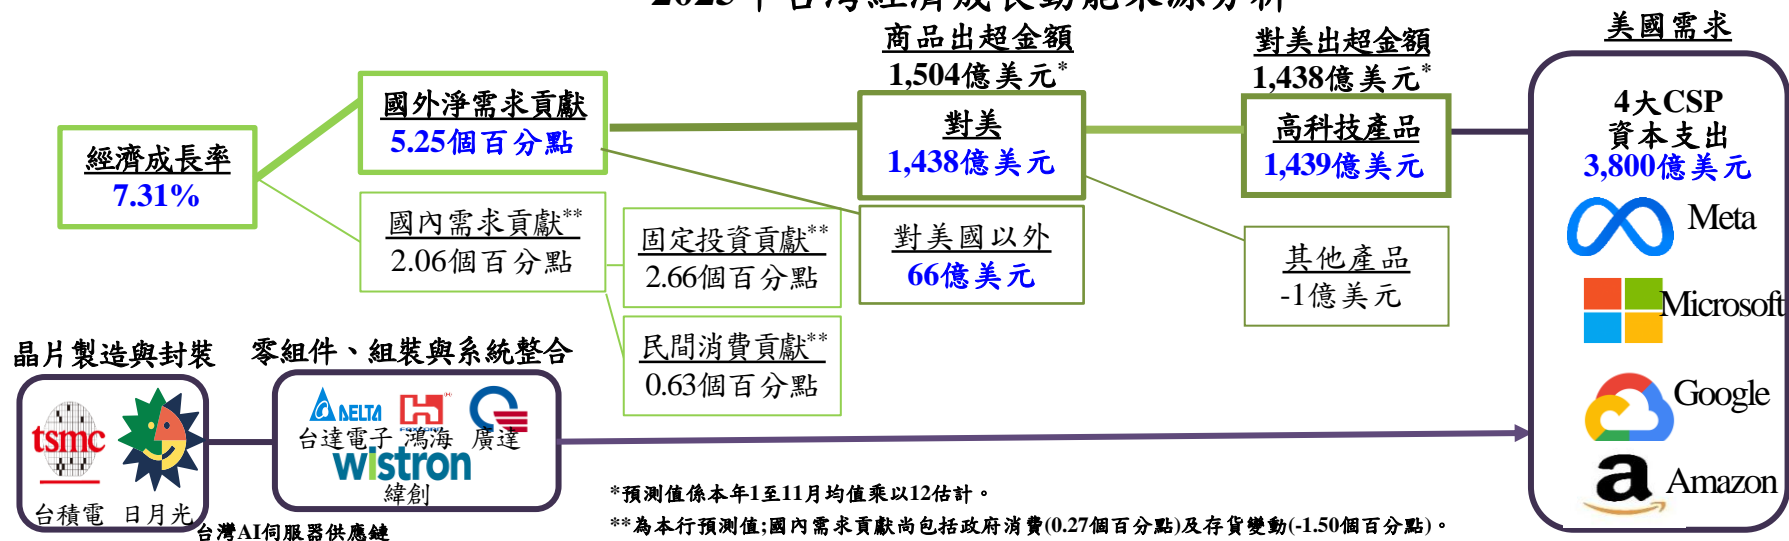 2025年台灣經濟成長動能來源分析
商品出超金額
1,504億美元*
對美出超金額
1,438億美元*
美國需求
經濟成長率
7.31%
國外淨需求貢獻
5.25個百分點
國內需求貢獻**
2.06個百分點
固定投資貢獻**
2.66個百分點
民間消費貢獻**
0.63個百分點
對美
1,438億美元
對美國以外
66億美元
高科技產品
1,439億美元
其他產品
-1億美元
4大CSP
資本支出
3,800億美元
Meta
Microsoft
Google
a
Amazon
晶片製造與封裝
tsmc
台積電
日月光
零組件、組裝與系統整合
DELTA
台達電子
鴻海
廣達
wistron
緯創
台灣AI伺服器供應鏈
*預測值係本年1至11月均值乘以12估計。
**為本行預測值;國內需求貢獻尚包括政府消費(0.27個百分點)及存貨變動(-1.50個百分點)。